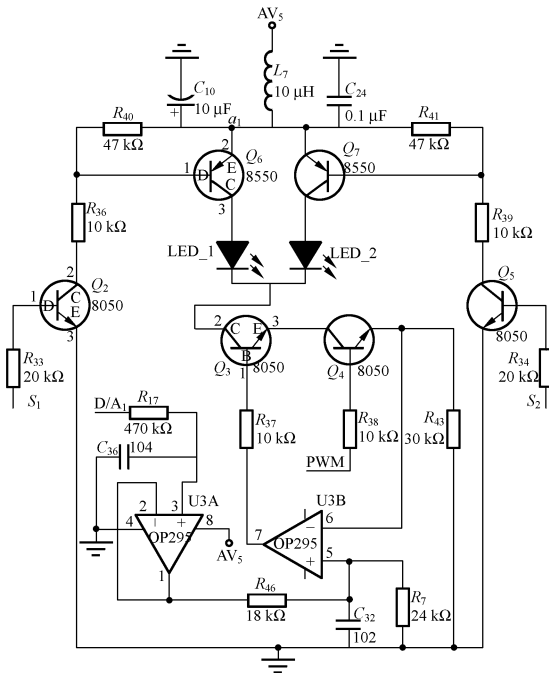 AV5
L7
10 μH
C10
10 μF
+
C24
0.1 μF
R40
47 kΩ
a1
R41
47 kΩ
2
Q6
1
D
E
C
8550
3
Q7
8550
R36
10 kΩ
R39
10 kΩ
LED_1
LED_2
2
Q2
1
D
C
E
8050
3
Q5
8050
2
C
E
3
B
Q3
1
8050
Q4
8050
R33
20 kΩ
S1
R34
20 kΩ
S2
D/A1
R17
470 kΩ
C36
104
R37
10 kΩ
R38
10 kΩ
PWM
R43
30 kΩ
2
3
U3A
4
−
+
8
OP295
AV5
1
U3B
6
7
−
OP295
+
5
R46
18 kΩ
C32
102
R7
24 kΩ